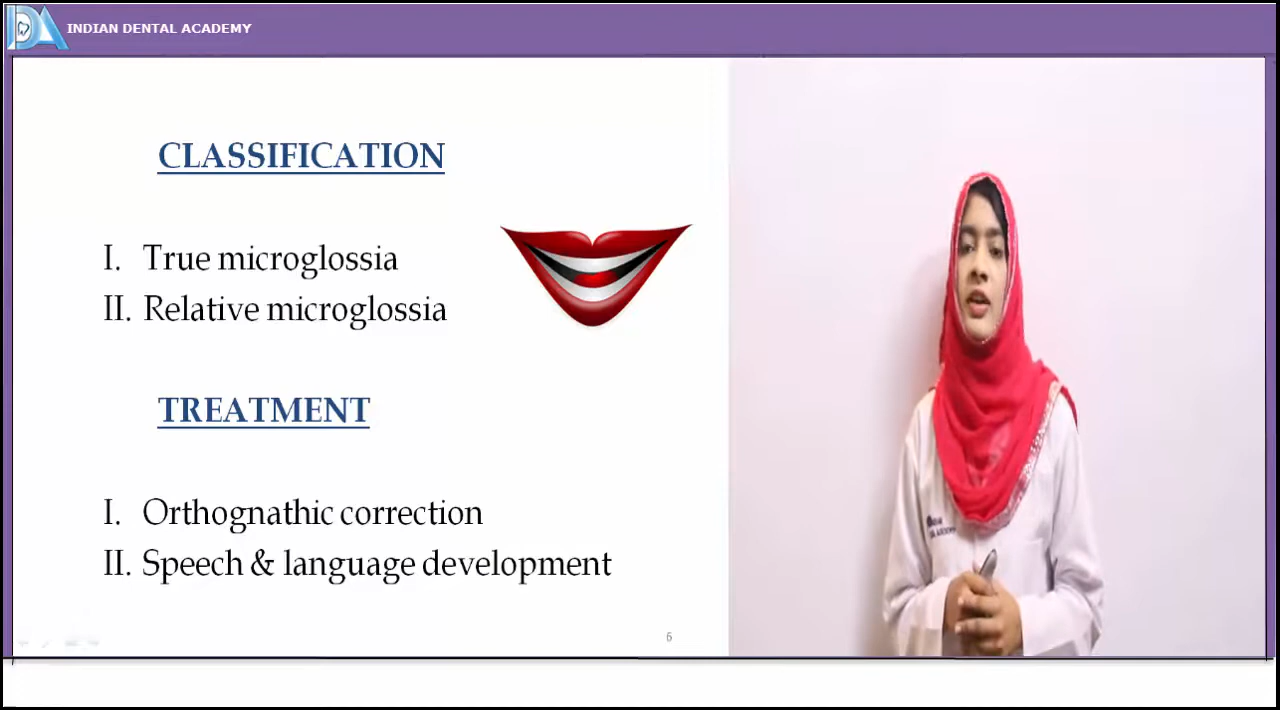 INDIAN DENTAL ACADEMY
CLASSIFICATION
I. True microglossia
II. Relative microglossia
TREATMENT
I. Orthognathic correction
II. Speech & language development
6